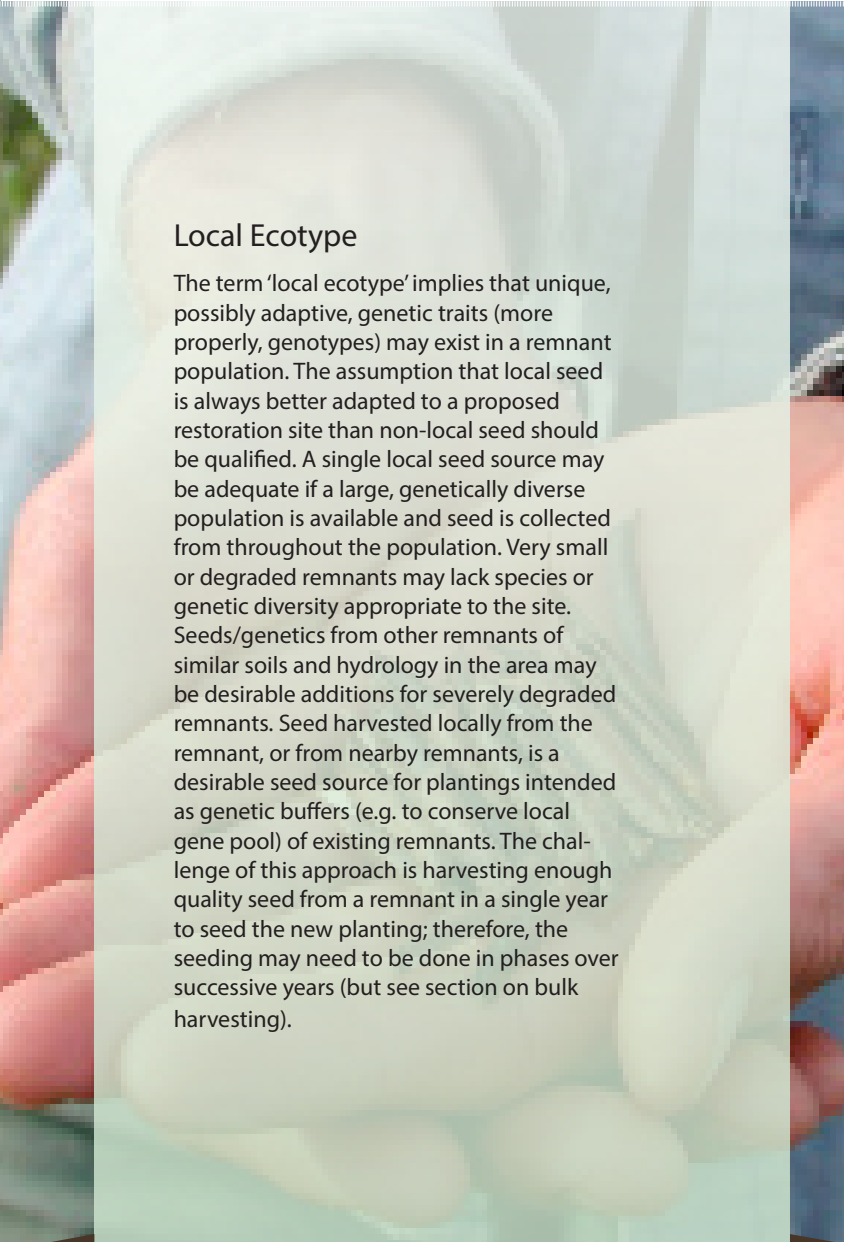 Local Ecotype
The term ‘local ecotype’ implies that unique,
possibly adaptive, genetic traits (more
properly, genotypes) may exist in a remnant
population. The assumption that local seed
is always better adapted to a proposed
restoration site than non-local seed should
be qualified. A single local seed source may
be adequate if a large, genetically diverse
population is available and seed is collected
from throughout the population. Very small
or degraded remnants may lack species or
genetic diversity appropriate to the site.
Seeds/genetics from other remnants of
similar soils and hydrology in the area may
be desirable additions for severely degraded
remnants. Seed harvested locally from the
remnant, or from nearby remnants, is a
desirable seed source for plantings intended
as genetic buffers (e.g. to conserve local
gene pool) of existing remnants. The chal-
lenge of this approach is harvesting enough
quality seed from a remnant in a single year
to seed the new planting; therefore, the
seeding may need to be done in phases over
successive years (but see section on bulk
harvesting).